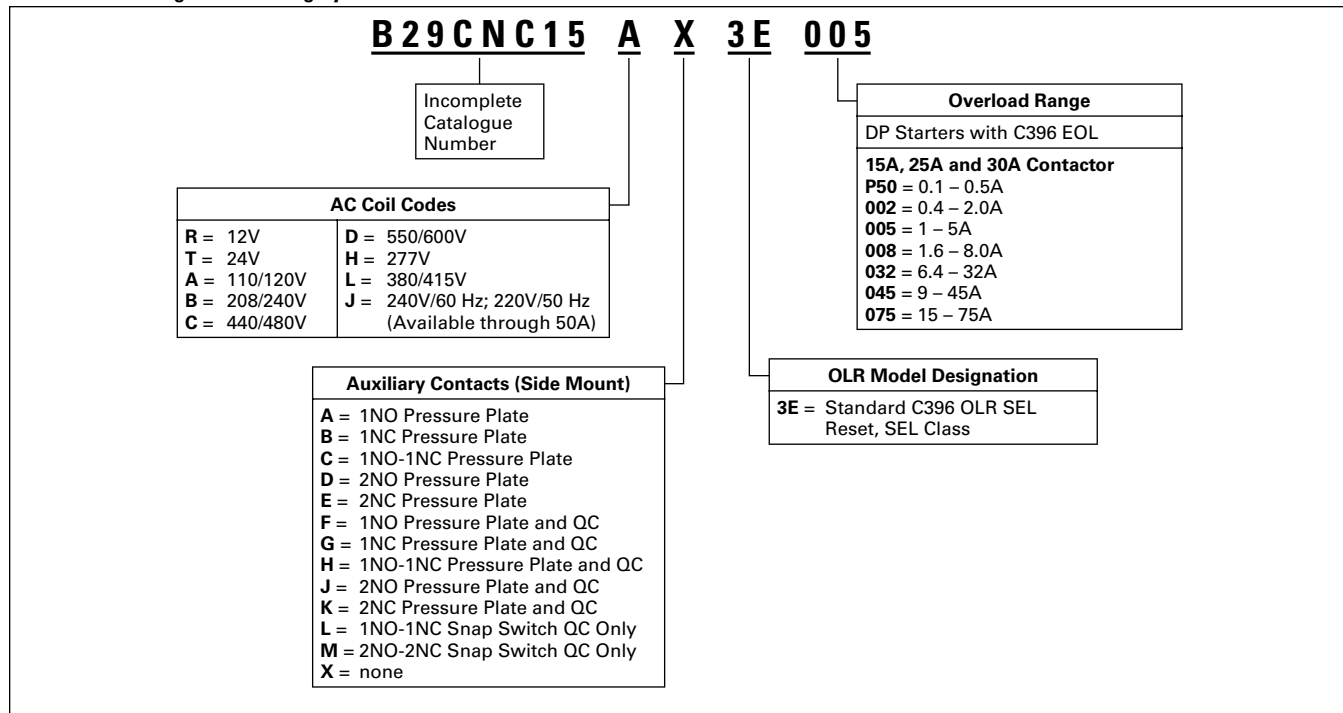 B29CNC15 A X 3E 005
Incomplete
Catalogue
Number
Overload Range
DP Starters with C396 EOL
15A, 25A and 30A Contactor
P50 = 0.1 – 0.5A
002 = 0.4 – 2.0A
005 = 1 – 5A
008 = 1.6 – 8.0A
032 = 6.4 – 32A
045 = 9 – 45A
075 = 15 – 75A
AC Coil Codes
R = 12V
T = 24V
A = 110/120V
B = 208/240V
C = 440/480V
D = 550/600V
H = 277V
L = 380/415V
J = 240V/60 Hz; 220V/50 Hz
(Available through 50A)
Auxiliary Contacts (Side Mount)
A = 1NO Pressure Plate
B = 1NC Pressure Plate
C = 1NO-1NC Pressure Plate
D = 2NO Pressure Plate
E = 2NC Pressure Plate
F = 1NO Pressure Plate and QC
G = 1NC Pressure Plate and QC
H = 1NO-1NC Pressure Plate and QC
J = 2NO Pressure Plate and QC
K = 2NC Pressure Plate and QC
L = 1NO-1NC Snap Switch QC Only
M = 2NO-2NC Snap Switch QC Only
X = none
OLR Model Designation
3E = Standard C396 OLR SEL
Reset, SEL Class